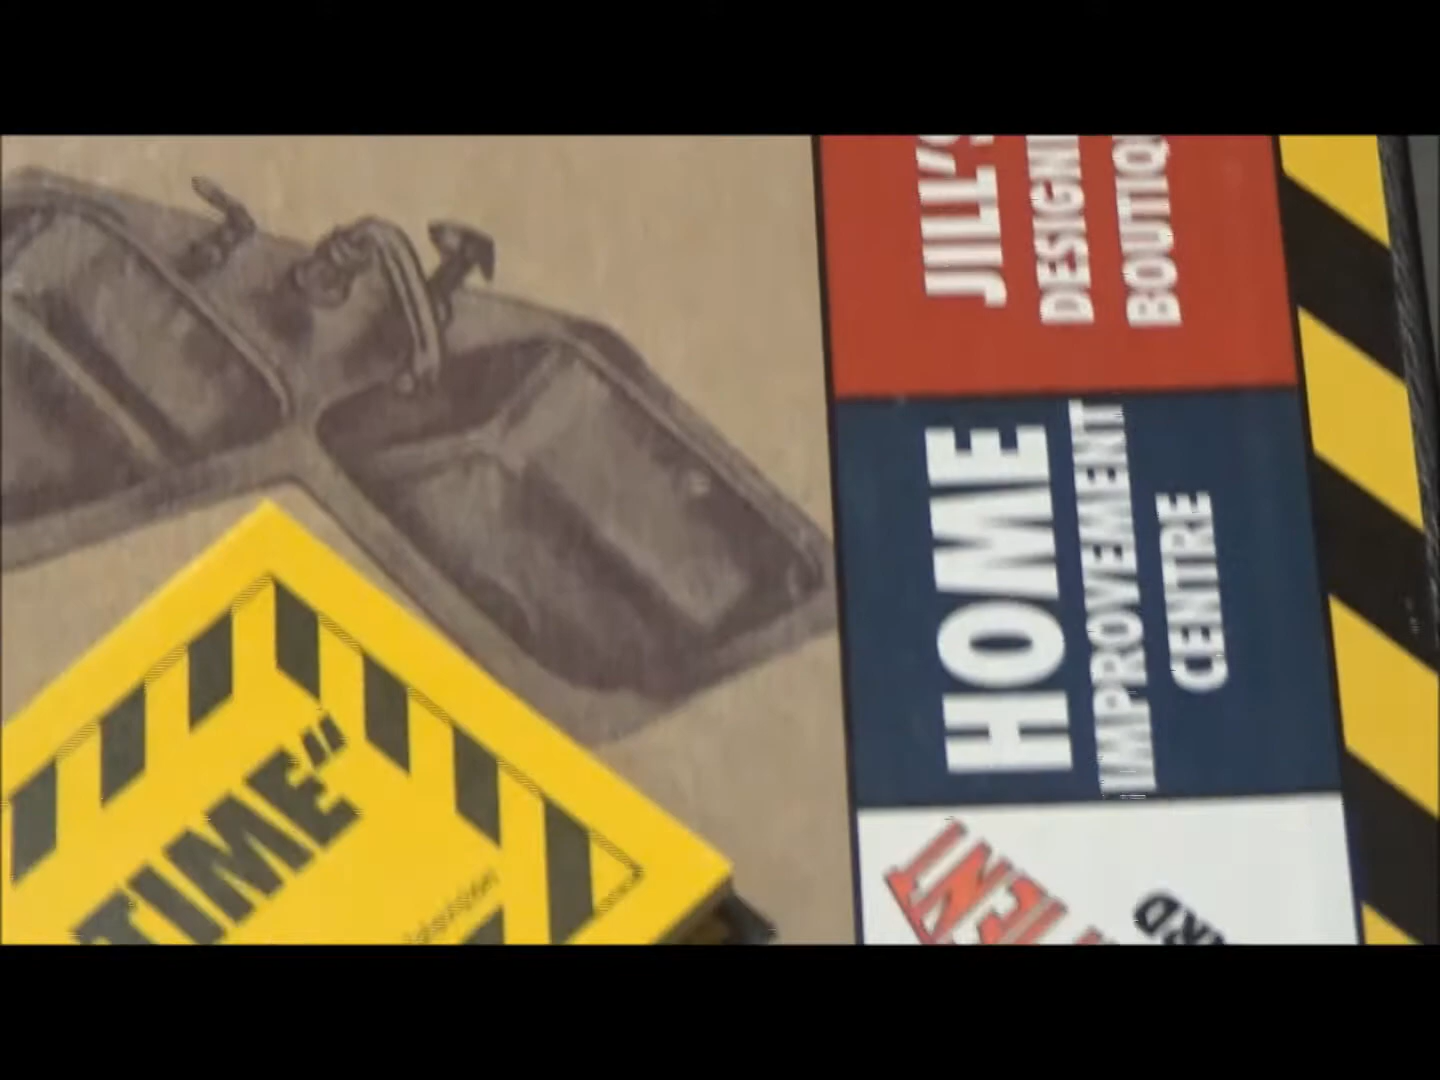 JILL'S
DESIGN
BOUTIQ
HOME
IMPROVEMENT
CENTRE
TIME"